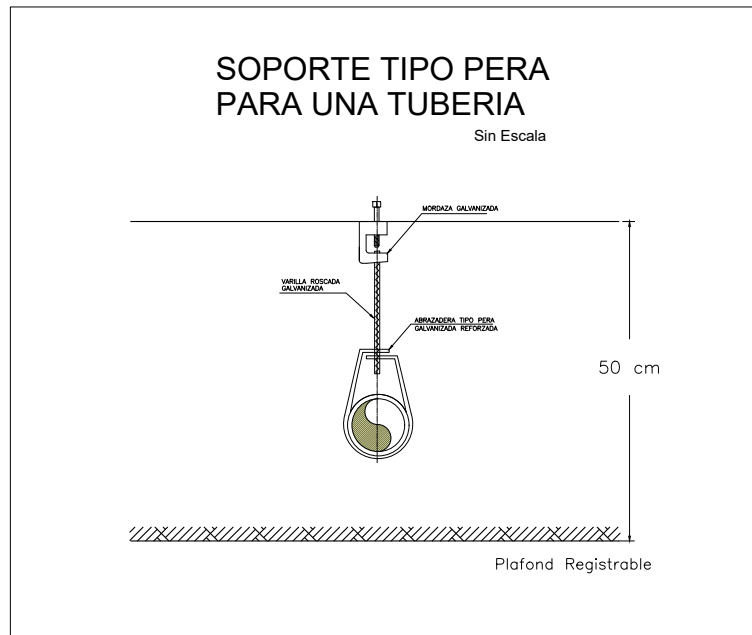 SOPORTE TIPO PERA
PARA UNA TUBERIA
Sin Escala
MORDAZA GALVANIZADA
VARILLA ROSCADA
GALVANIZADA
ABRAZADERA TIPO PERA
GALVANIZADA REFORZADA
50 cm
Plafond Registrable